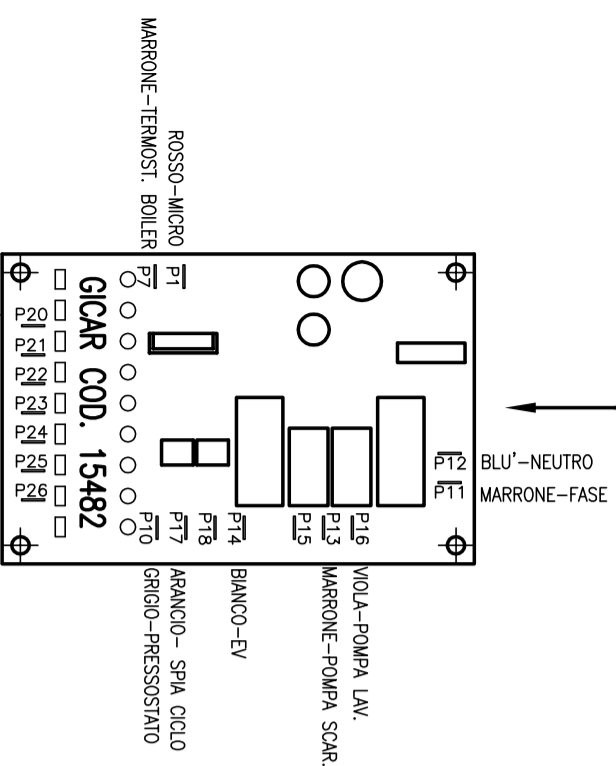 MARRONE-TERMOST. BOILER
ROSSO-MICRO
P7
P1
GICAR COD. 15482
P20
P21
P22
P23
P24
P25
P26
P12 BLU'-NEUTRO
P11 MARRONE-FASE
P10
P17
P18
P14
P15
P13
P16
GRIGIO-PRESSOSTATO
ARANCIO- SPIA CICLO
BIANCO-EV
MARRONE-POMPA SCAR.
VIOLA-POMPA LAV.